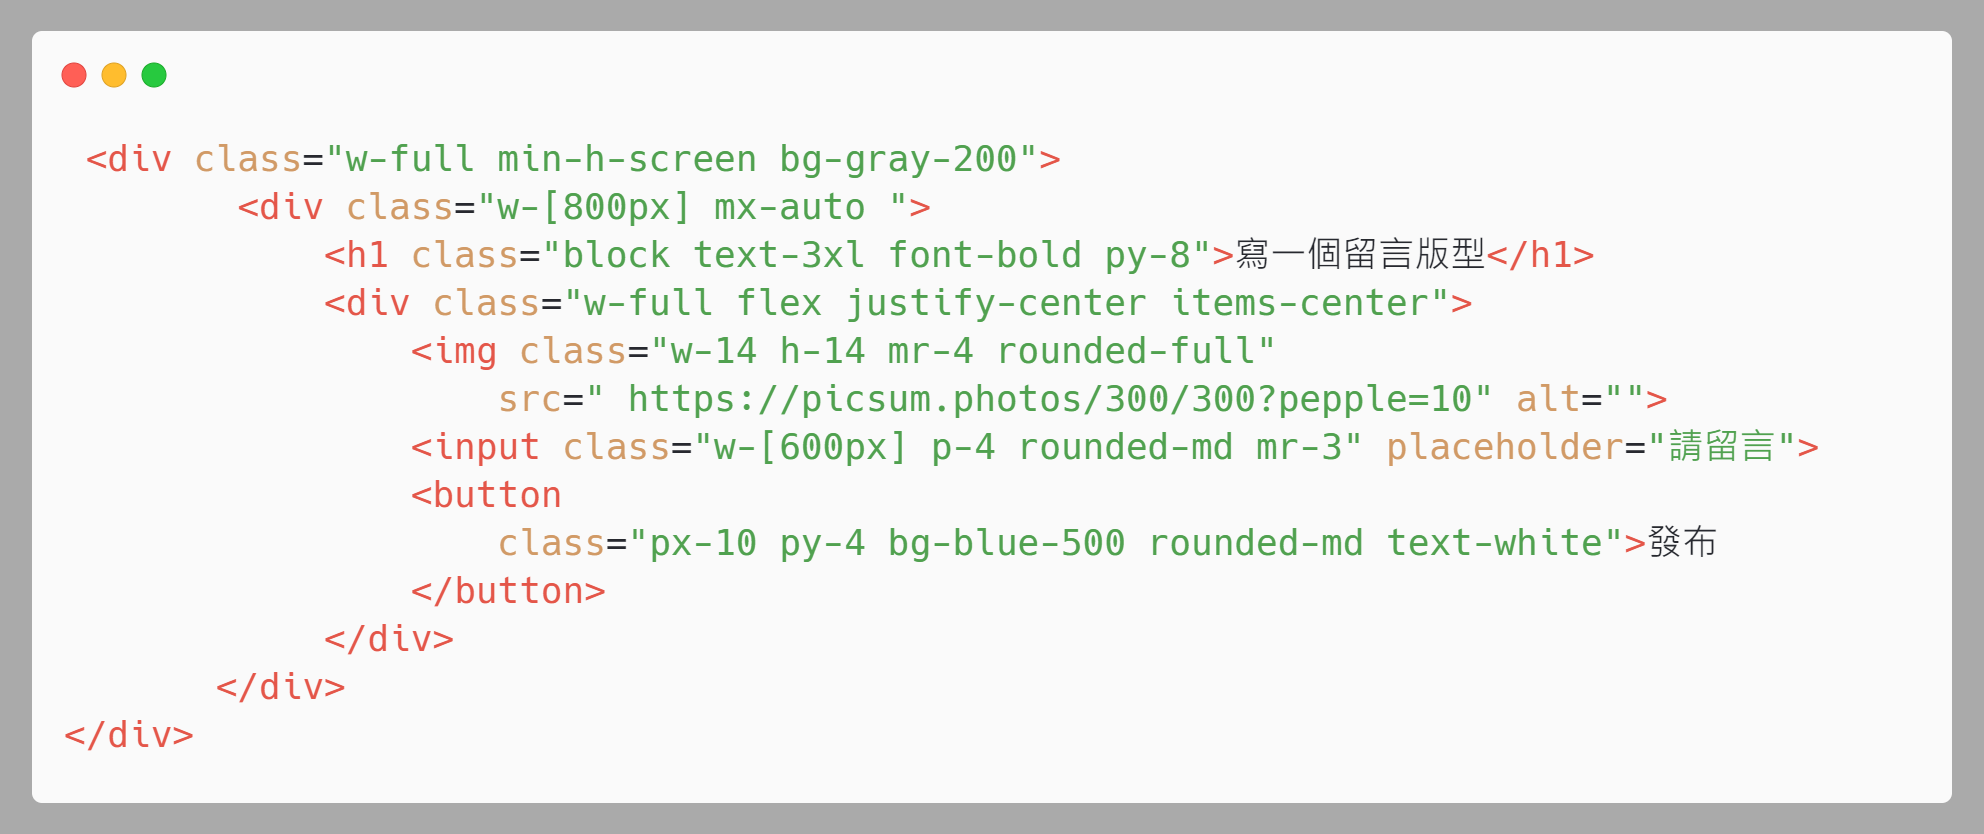 <div class="w-full min-h-screen bg-gray-200">
<div class="w-[800px] mx-auto ">
<h1 class="block text-3xl font-bold py-8">寫一個留言版型</h1>
<div class="w-full flex justify-center items-center">
<img class="w-14 h-14 mr-4 rounded-full"
src=" https://picsum.photos/300/300?pepple=10" alt="">
<input class="w-[600px] p-4 rounded-md mr-3" placeholder="請留言">
<button
class="px-10 py-4 bg-blue-500 rounded-md text-white">發布
</button>
</div>
</div>
</div>